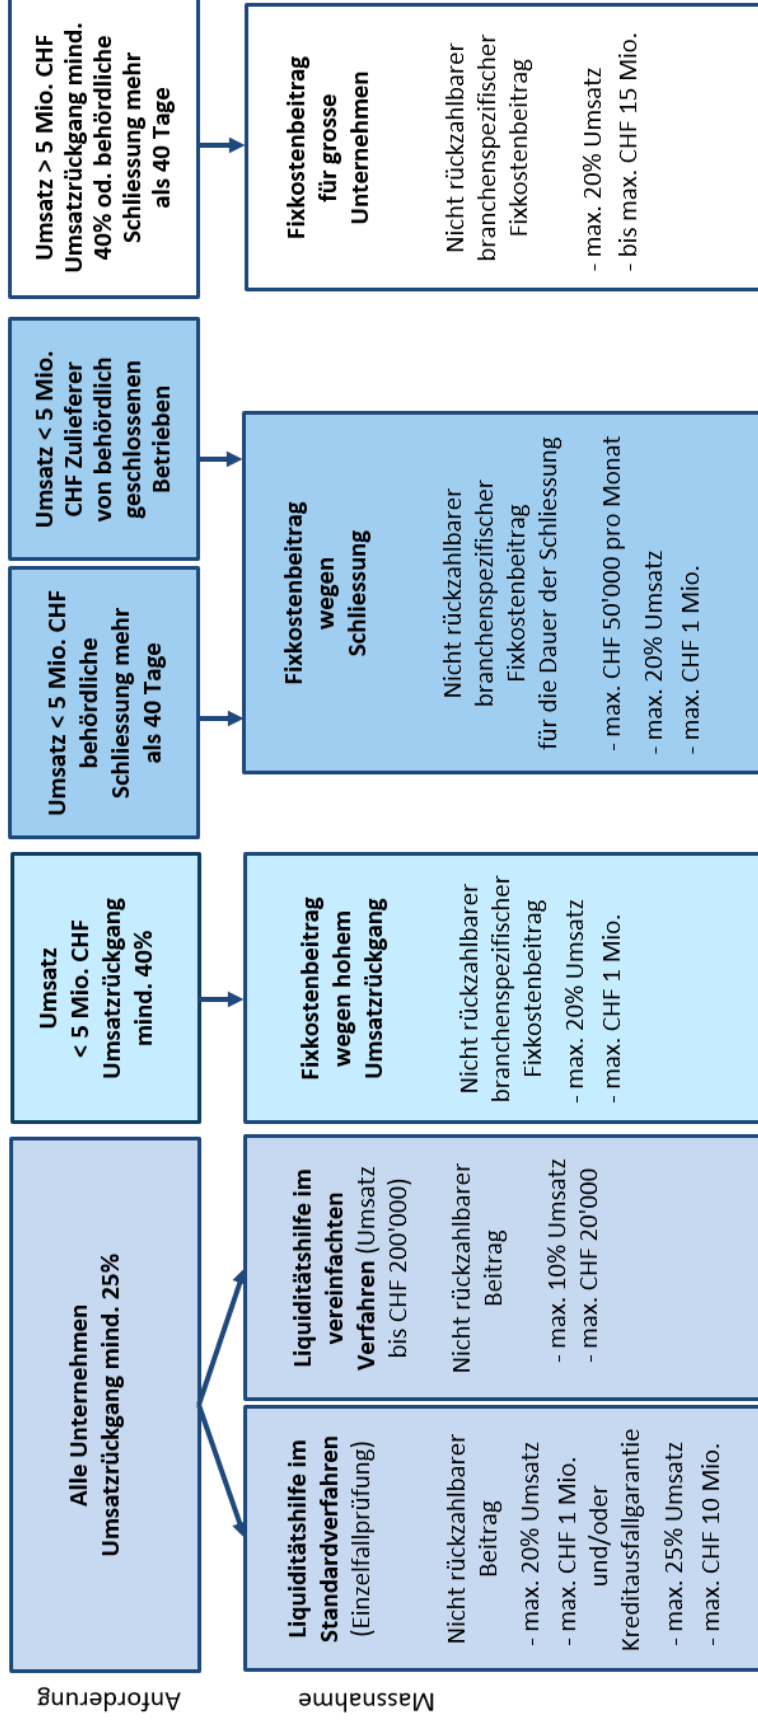 Anforderung
Alle Unternehmen
Umsatzrückgang mind. 25%
Umsatz
< 5 Mio. CHF
Umsatzrückgang
mind. 40%
Umsatz < 5 Mio. CHF
behördliche
Schliessung mehr
als 40 Tage
Umsatz < 5 Mio.
CHF Zulieferer
von behördlich
geschlossenen
Betrieben
Umsatz > 5 Mio. CHF
Umsatzrückgang mind.
40% od. behördliche
Schliessung mehr
als 40 Tage
Massnahme
Liquiditätshilfe im
Standardverfahren
(Einzelfallprüfung)
Nicht rückzahlbarer
Beitrag
- max. 20% Umsatz
- max. CHF 1 Mio.
und/oder
Kreditausfallgarantie
- max. 25% Umsatz
- max. CHF 10 Mio.
Liquiditätshilfe im
vereinfachten
Verfahren (Umsatz
bis CHF 200'000)
Nicht rückzahlbarer
Beitrag
- max. 10% Umsatz
- max. CHF 20'000
Fixkostenbeitrag
wegen hohem
Umsatzrückgang
Nicht rückzahlbarer
branchenspezifischer
Fixkostenbeitrag
- max. 20% Umsatz
- max. CHF 1 Mio.
Fixkostenbeitrag
wegen
Schliessung
Nicht rückzahlbarer
branchenspezifischer
Fixkostenbeitrag
für die Dauer der Schliessung
- max. CHF 50'000 pro Monat
- max. 20% Umsatz
- max. CHF 1 Mio.
Fixkostenbeitrag
für grosse
Unternehmen
Nicht rückzahlbarer
branchenspezifischer
Fixkostenbeitrag
- max. 20% Umsatz
- bis max. CHF 15 Mio.